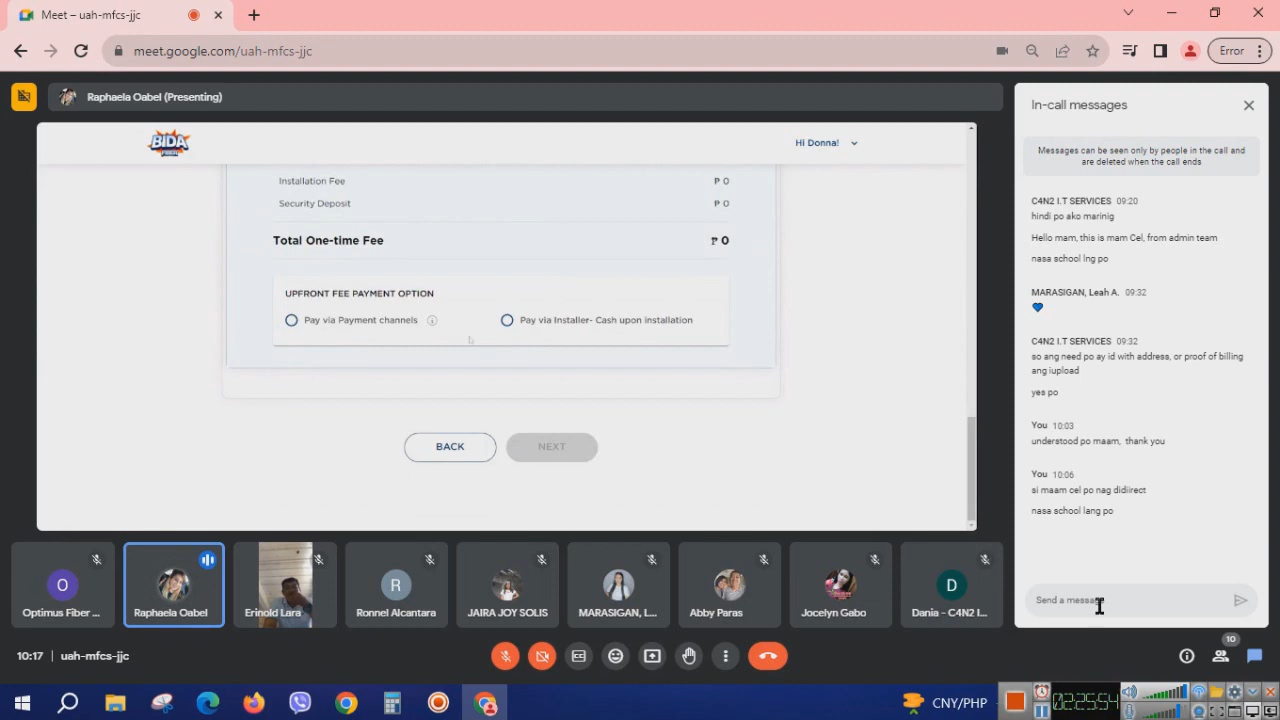 Meet – uah-mfcs-jjc
meet.google.com/uah-mfcs-jjc
Error
Raphaela Oabel (Presenting)
BIDA
Hi Donna!
Installation Fee
₱ 0
Security Deposit
₱ 0
Total One-time Fee
₱ 0
UPFRONT FEE PAYMENT OPTION
Pay via Payment channels
Pay via Installer- Cash upon installation
BACK
NEXT
In-call messages
Messages can be seen only by people in the call and
are deleted when the call ends
C4N2 I.T SERVICES 09:20
hindi po ako marinig
Hello mam, this is mam Cel, from admin team
nasa school lng po
MARASIGAN, Leah A. 09:32
C4N2 I.T SERVICES 09:32
so ang need po ay id with address, or proof of billing
ang iupload
yes po
You 10:03
understood po maam, thank you
You 10:06
si maam cel po nag didiirect
nasa school lang po
Send a message
O
Optimus Fiber ...
Raphaela Oabel
Erinold Lara
R
Ronnel Alcantara
JAIRA JOY SOLIS
MARASIGAN, L...
Abby Paras
Jocelyn Gabo
D
Dania - C4N2 I...
10:17 | uah-mfcs-jjc
10
CNY/PHP
02:25:54